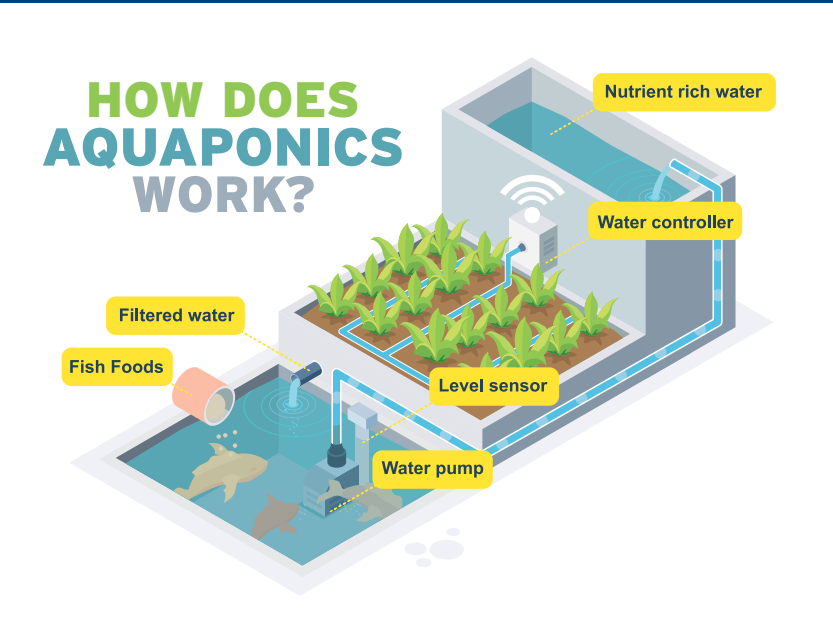 HOW DOES
AQUAPONICS
WORK?
Nutrient rich water
Water controller
Filtered water
Fish Foods
Level sensor
Water pump